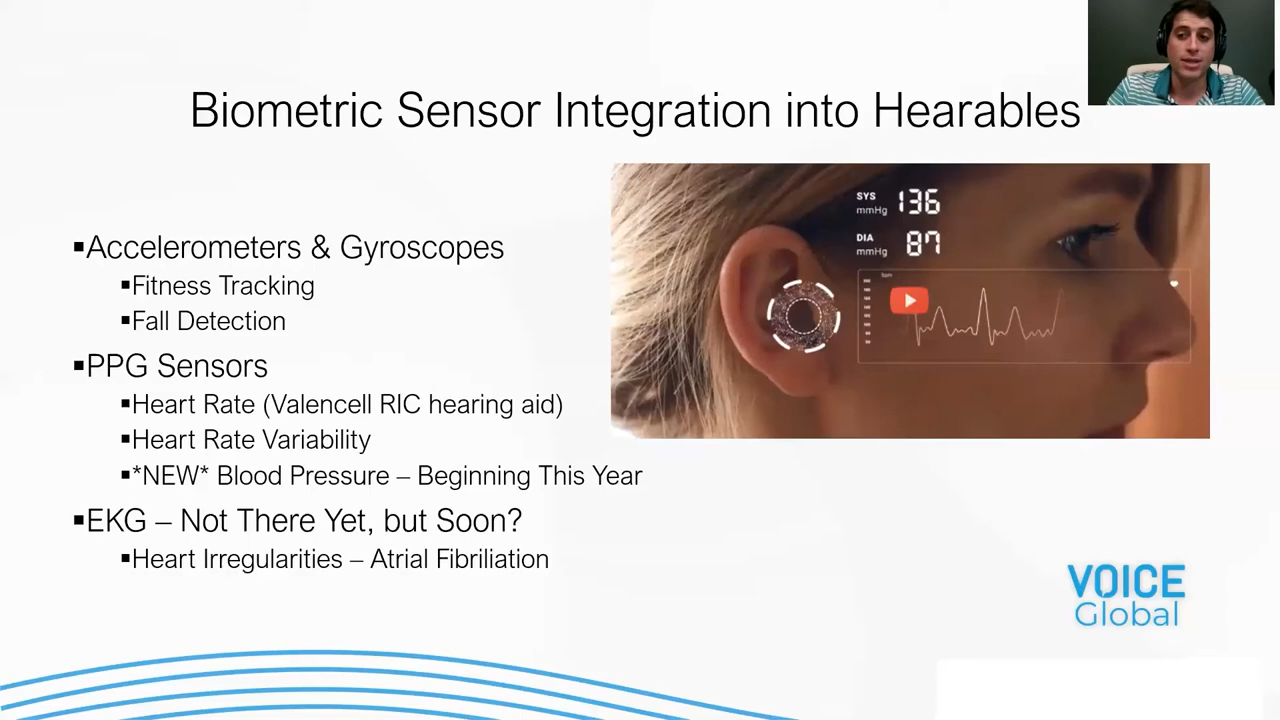 Biometric Sensor Integration into Hearables
▪Accelerometers & Gyroscopes
▪Fitness Tracking
▪Fall Detection
▪PPG Sensors
▪Heart Rate (Valencell RIC hearing aid)
▪Heart Rate Variability
▪*NEW* Blood Pressure – Beginning This Year
▪EKG – Not There Yet, but Soon?
▪Heart Irregularities – Atrial Fibriliation
SYS
mmHg 136
DIA
mmHg 87
bpm
VOICE
Global